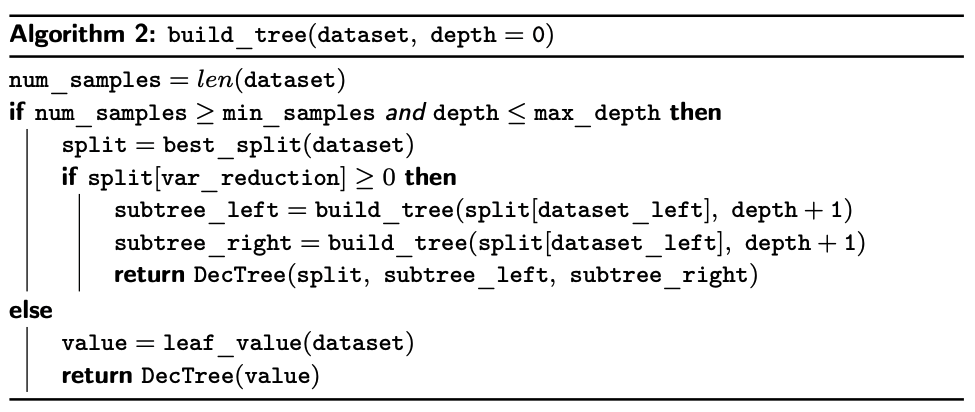 Algorithm 2: build_tree(dataset, depth = 0)
num_samples = len(dataset)
if num_samples ≥ min_samples and depth ≤ max_depth then
split = best_split(dataset)
if split[var_reduction] ≥ 0 then
subtree_left = build_tree(split[dataset_left], depth + 1)
subtree_right = build_tree(split[dataset_left], depth + 1)
return DecTree(split, subtree_left, subtree_right)
else
value = leaf_value(dataset)
return DecTree(value)